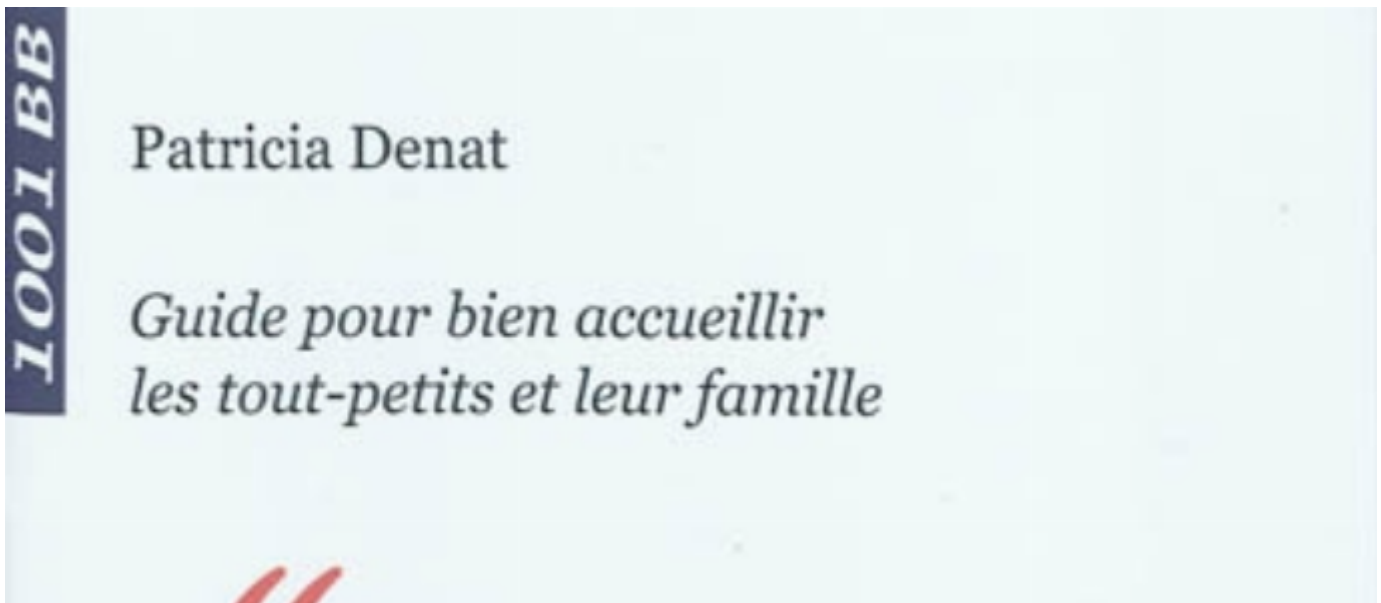 1001 BB
Patricia Denat
Guide pour bien accueillir
les tout-petits et leur famille